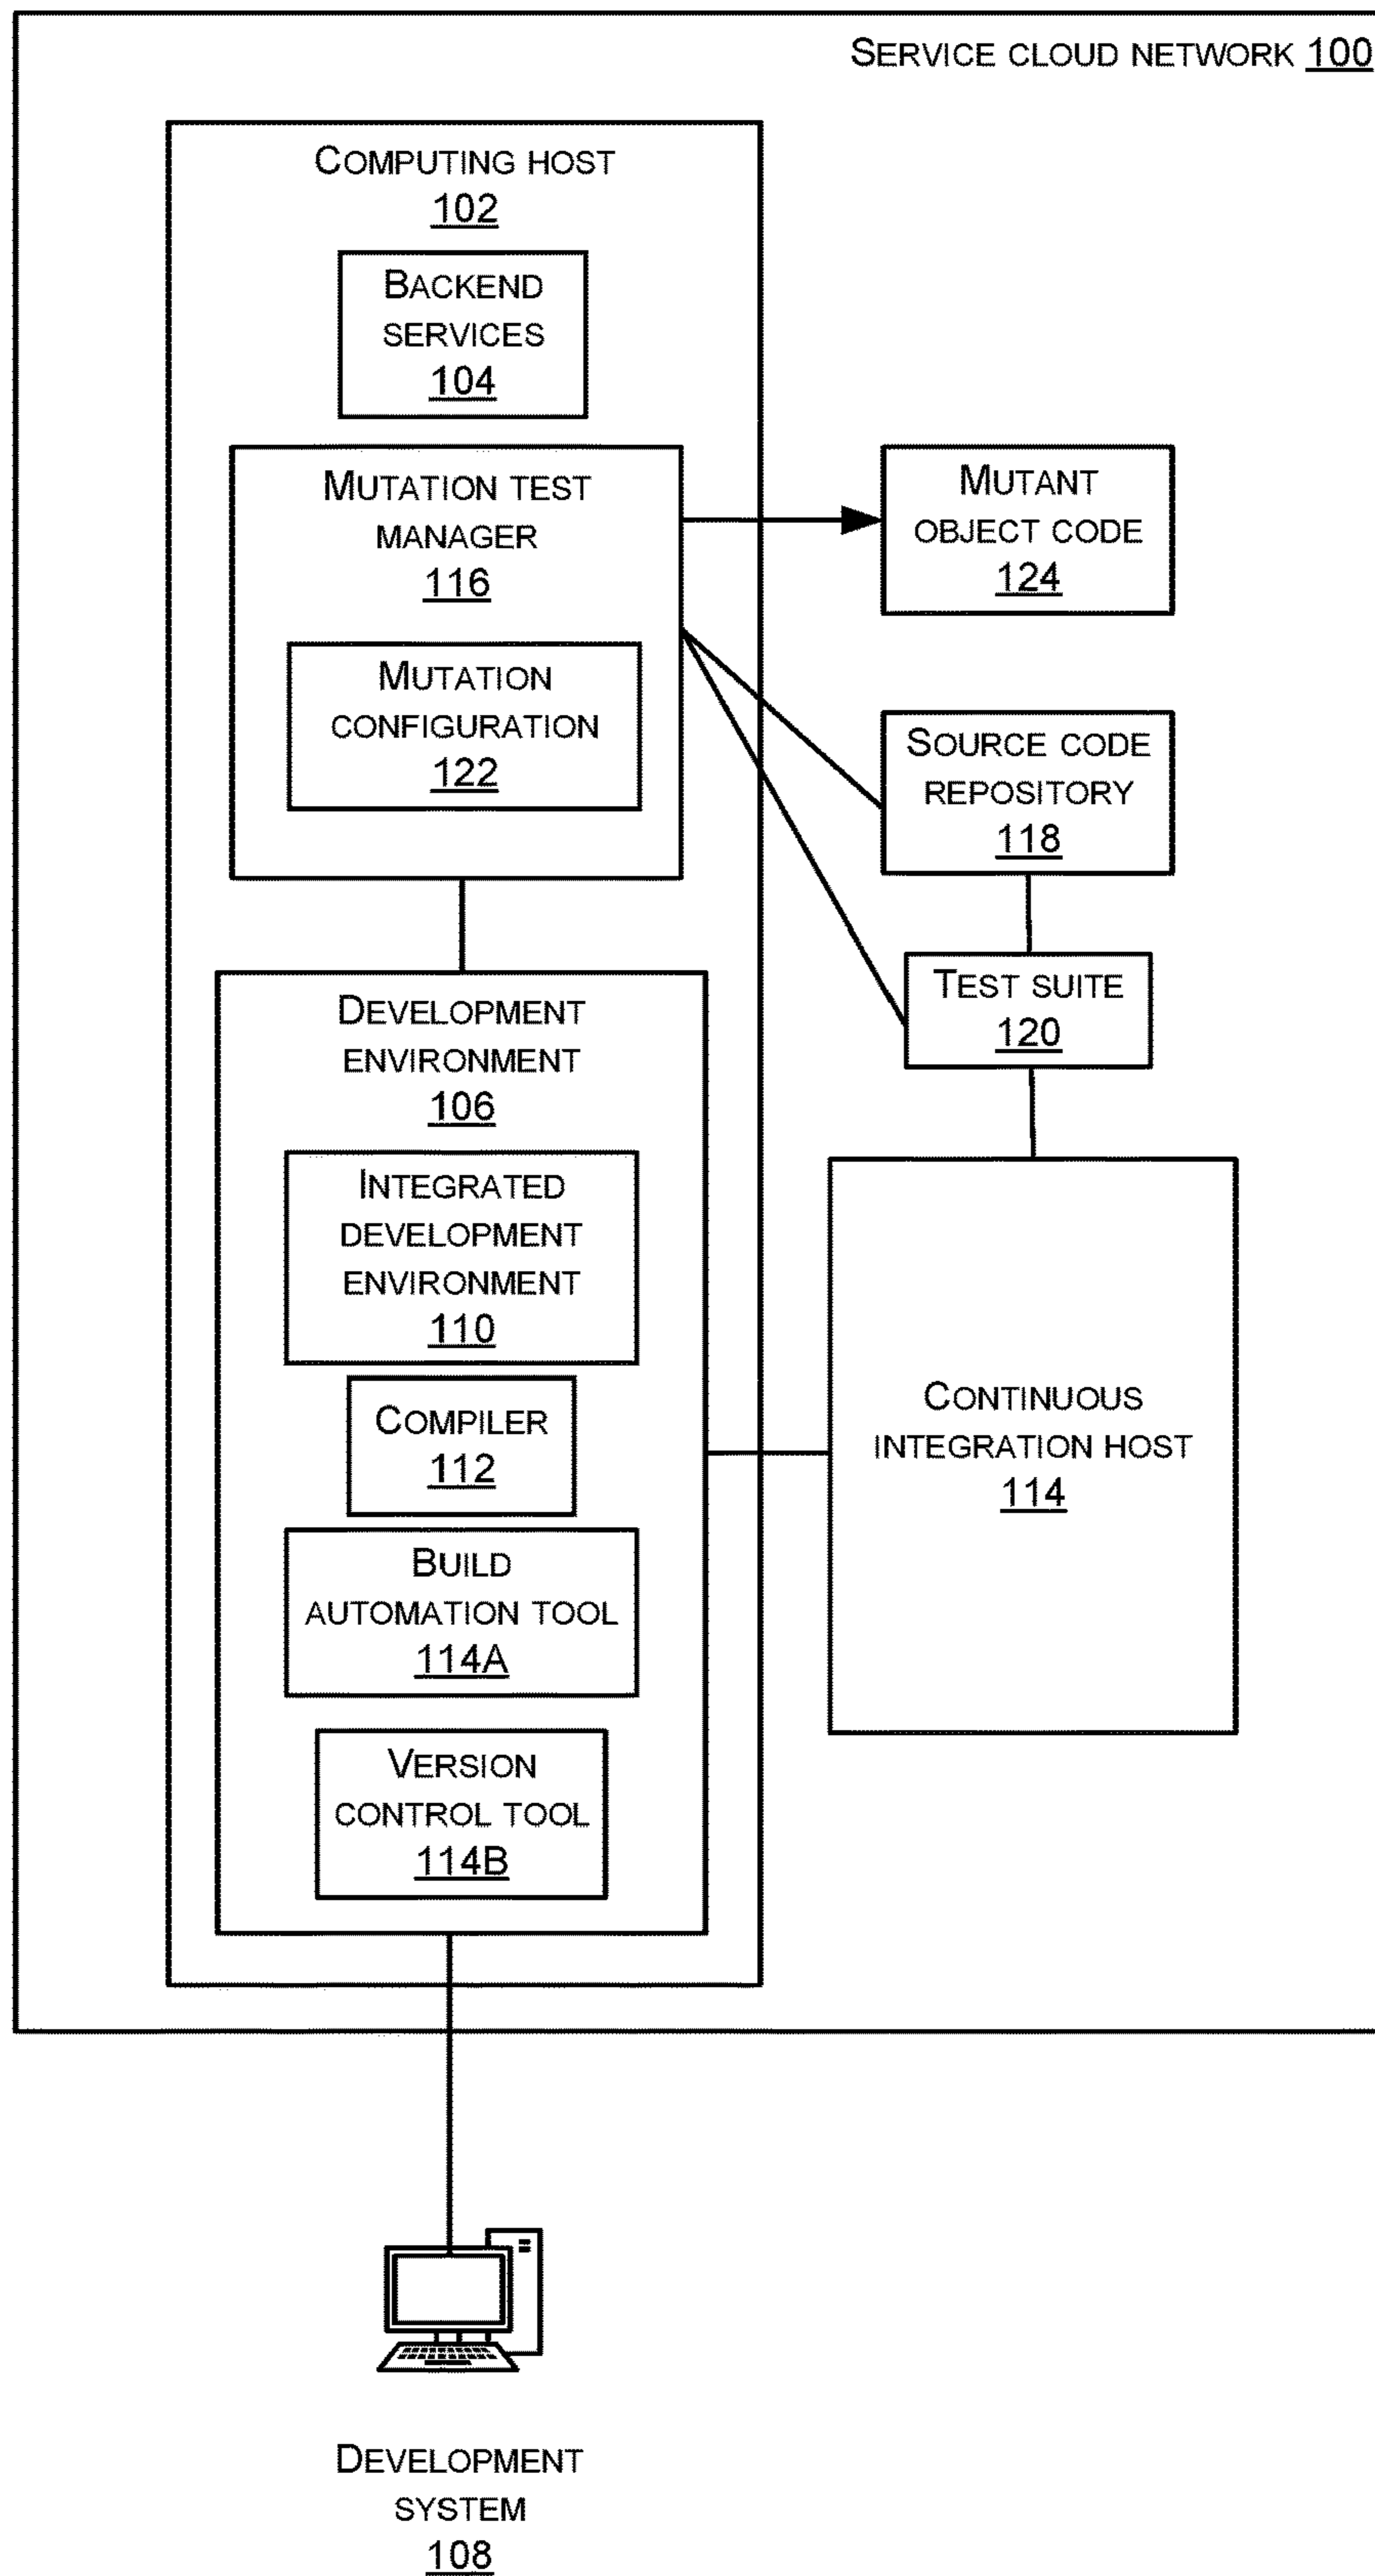 SERVICE CLOUD NETWORK 100
COMPUTING HOST
102
BACKEND
SERVICES
104
MUTATION TEST
MANAGER
116
MUTATION
CONFIGURATION
122
MUTANT
OBJECT CODE
124
SOURCE CODE
REPOSITORY
118
TEST SUITE
120
DEVELOPMENT
ENVIRONMENT
106
INTEGRATED
DEVELOPMENT
ENVIRONMENT
110
COMPILER
112
BUILD
AUTOMATION TOOL
114A
VERSION
CONTROL TOOL
114B
CONTINUOUS
INTEGRATION HOST
114
DEVELOPMENT
SYSTEM
108